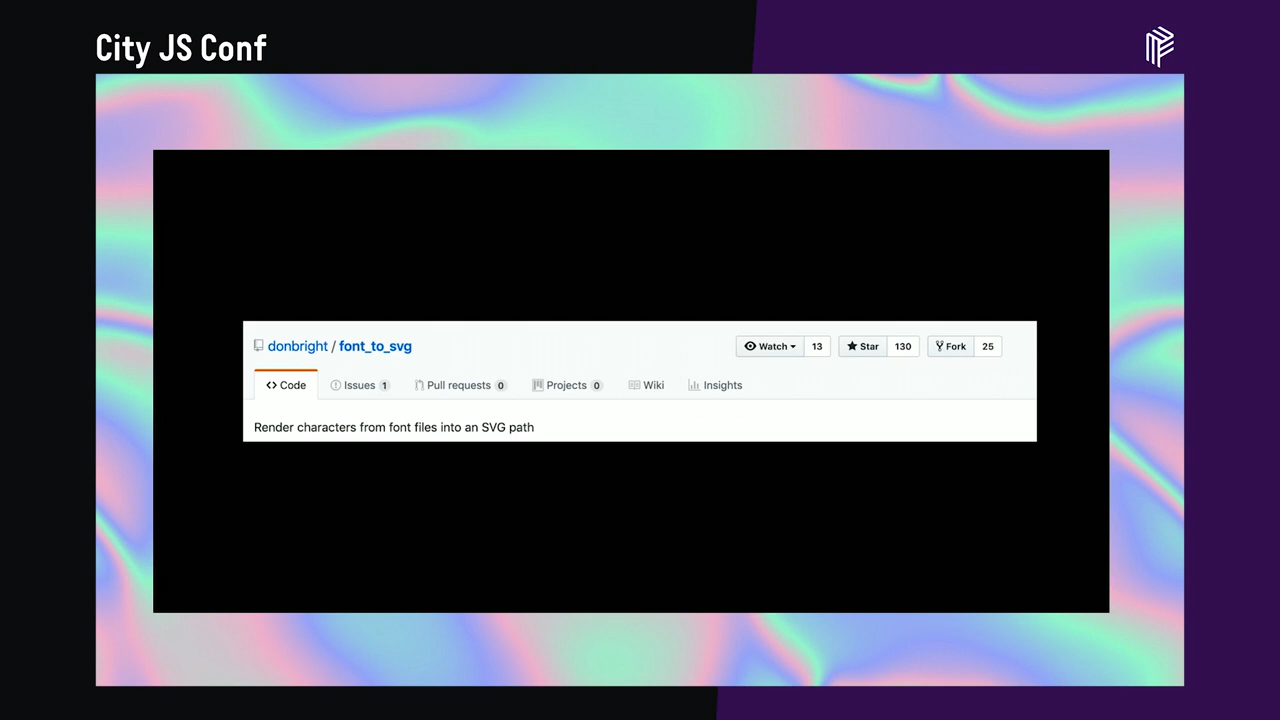 City JS Conf
donbright / font_to_svg
Watch 13 Star 130 Fork 25
Code Issues 1 Pull requests 0 Projects 0 Wiki Insights
Render characters from font files into an SVG path